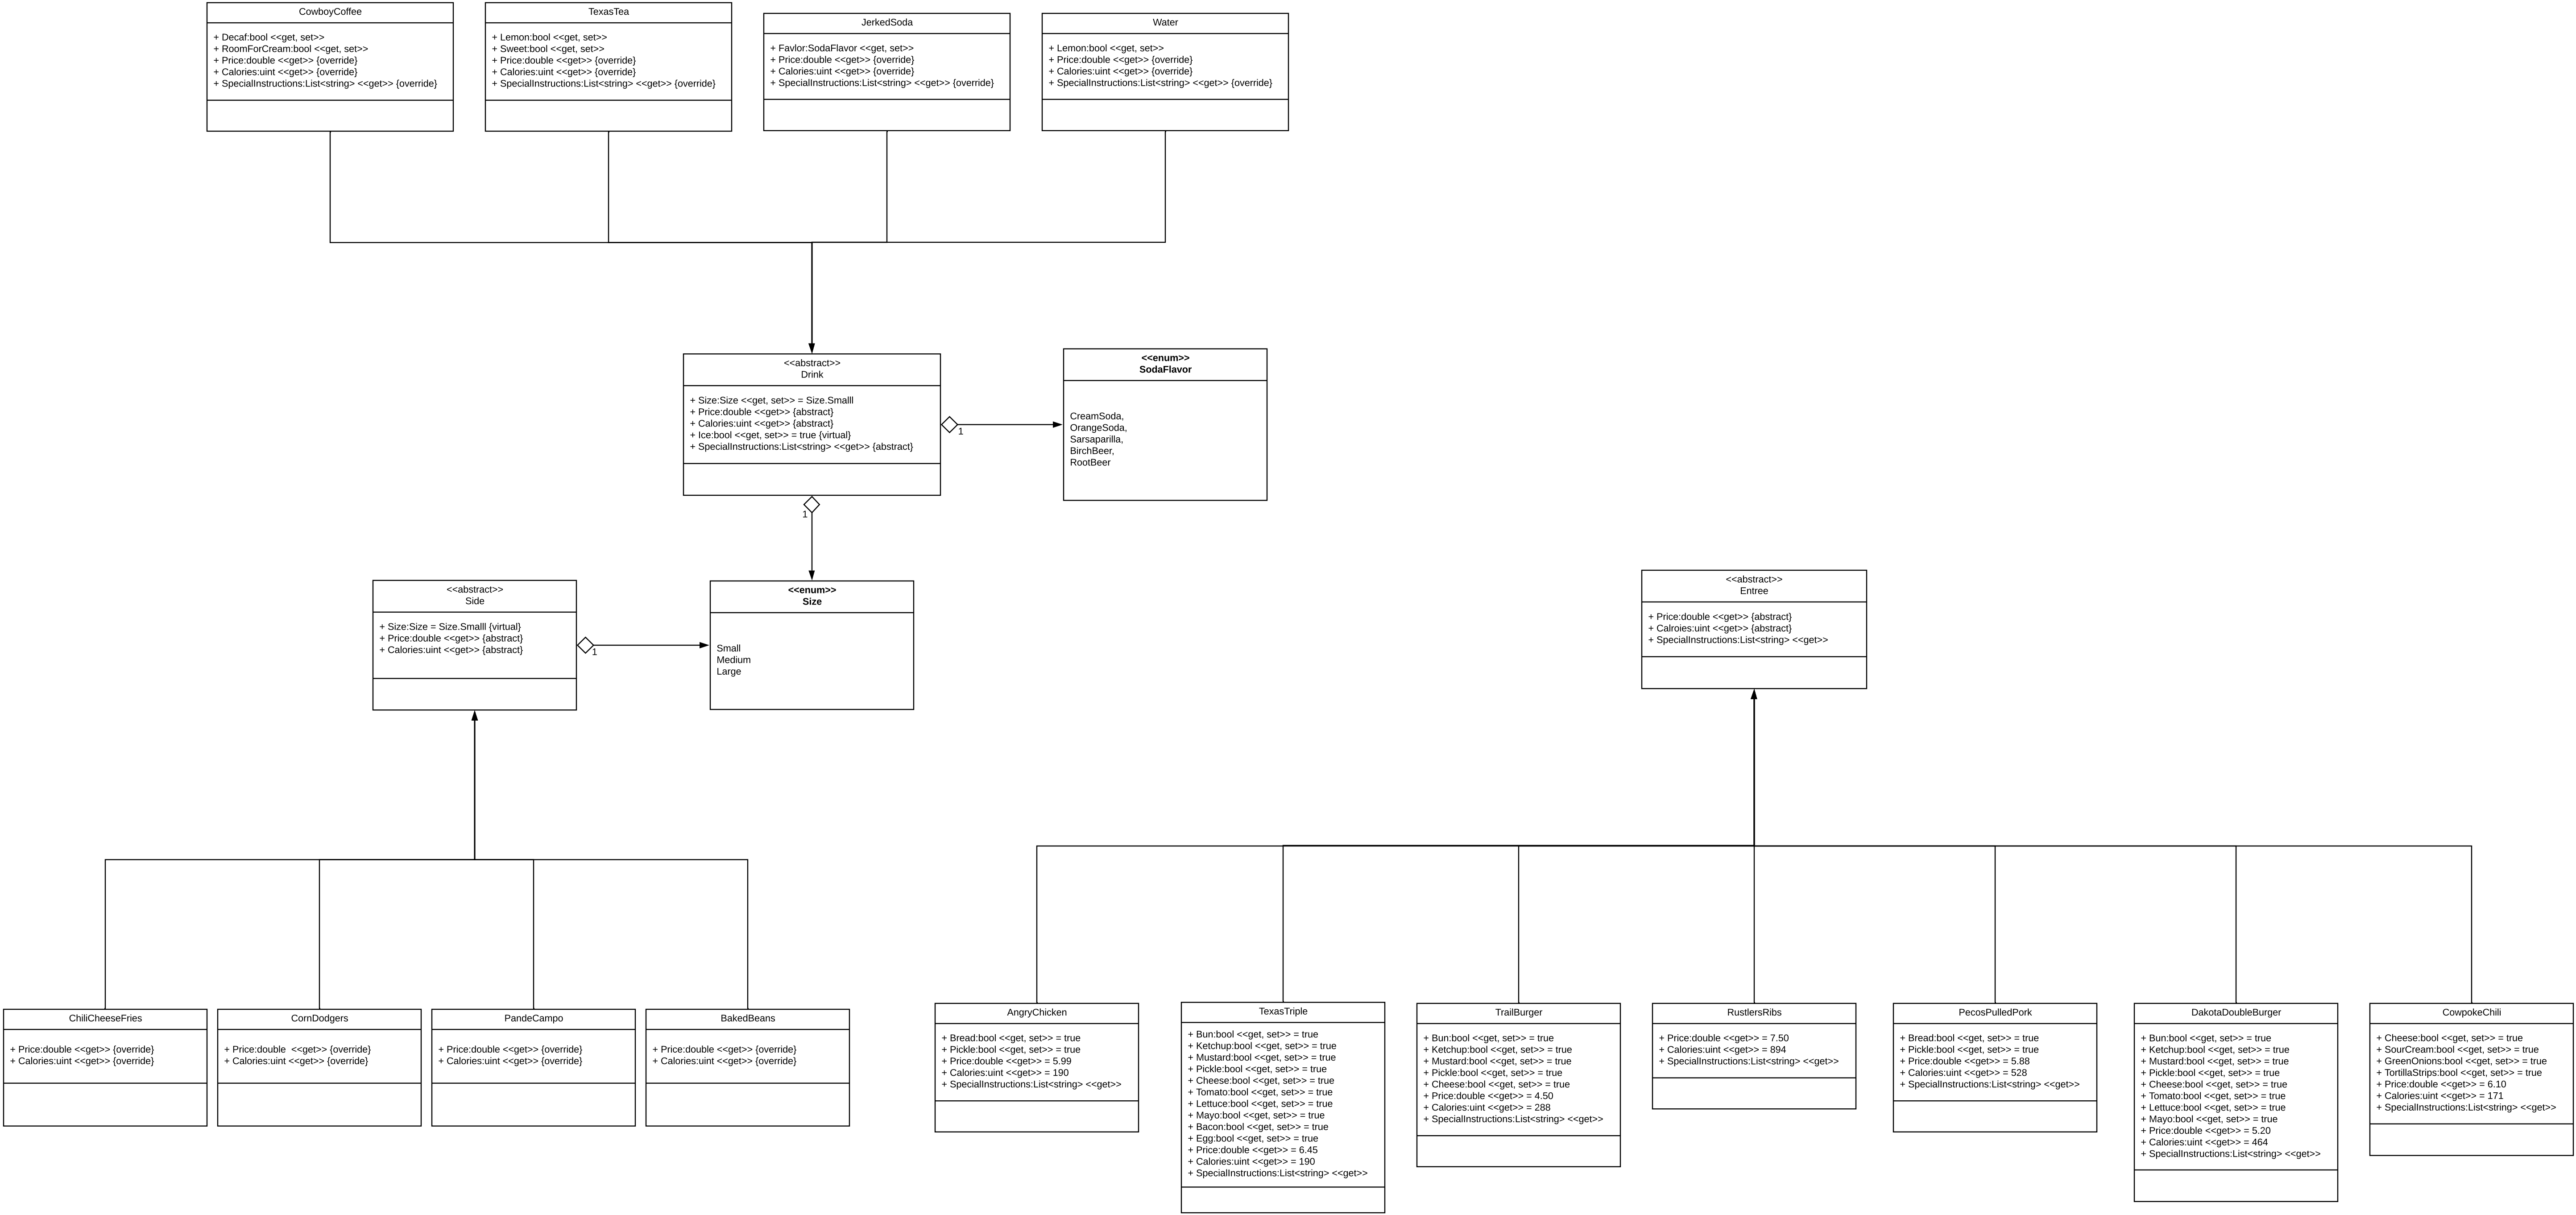 CowboyCoffee
+ Decaf:bool <<get, set>>
+ RoomForCream:bool <<get, set>>
+ Price:double <<get>> {override}
+ Calories:uint <<get>> {override}
+ SpecialInstructions:List<string> <<get>> {override}
TexasTea
+ Lemon:bool <<get, set>>
+ Sweet:bool <<get, set>>
+ Price:double <<get>> {override}
+ Calories:uint <<get>> {override}
+ SpecialInstructions:List<string> <<get>> {override}
JerkedSoda
+ Favlor:SodaFlavor <<get, set>>
+ Price:double <<get>> {override}
+ Calories:uint <<get>> {override}
+ SpecialInstructions:List<string> <<get>> {override}
Water
+ Lemon:bool <<get, set>>
+ Price:double <<get>> {override}
+ Calories:uint <<get>> {override}
+ SpecialInstructions:List<string> <<get>> {override}
<<abstract>>
Drink
+ Size:Size <<get, set>> = Size.Smalll
+ Price:double <<get>> {abstract}
+ Calories:uint <<get>> {abstract}
+ Ice:bool <<get, set>> = true {virtual}
+ SpecialInstructions:List<string> <<get>> {abstract}
1
1
<<enum>>
SodaFlavor
CreamSoda,
OrangeSoda,
Sarsaparilla,
BirchBeer,
RootBeer
<<abstract>>
Side
+ Size:Size = Size.Smalll {virtual}
+ Price:double <<get>> {abstract}
+ Calories:uint <<get>> {abstract}
1
<<enum>>
Size
Small
Medium
Large
<<abstract>>
Entree
+ Price:double <<get>> {abstract}
+ Calroies:uint <<get>> {abstract}
+ SpecialInstructions:List<string> <<get>>
ChiliCheeseFries
+ Price:double <<get>> {override}
+ Calories:uint <<get>> {override}
CornDodgers
+ Price:double <<get>> {override}
+ Calories:uint <<get>> {override}
PandeCampo
+ Price:double <<get>> {override}
+ Calories:uint <<get>> {override}
BakedBeans
+ Price:double <<get>> {override}
+ Calories:uint <<get>> {override}
AngryChicken
+ Bread:bool <<get, set>> = true
+ Pickle:bool <<get, set>> = true
+ Price:double <<get>> = 5.99
+ Calories:uint <<get>> = 190
+ SpecialInstructions:List<string> <<get>>
TexasTriple
+ Bun:bool <<get, set>> = true
+ Ketchup:bool <<get, set>> = true
+ Mustard:bool <<get, set>> = true
+ Pickle:bool <<get, set>> = true
+ Cheese:bool <<get, set>> = true
+ Tomato:bool <<get, set>> = true
+ Lettuce:bool <<get, set>> = true
+ Mayo:bool <<get, set>> = true
+ Bacon:bool <<get, set>> = true
+ Egg:bool <<get, set>> = true
+ Price:double <<get>> = 6.45
+ Calories:uint <<get>> = 190
+ SpecialInstructions:List<string> <<get>>
TrailBurger
+ Bun:bool <<get, set>> = true
+ Ketchup:bool <<get, set>> = true
+ Mustard:bool <<get, set>> = true
+ Pickle:bool <<get, set>> = true
+ Cheese:bool <<get, set>> = true
+ Price:double <<get>> = 4.50
+ Calories:uint <<get>> = 288
+ SpecialInstructions:List<string> <<get>>
RustlersRibs
+ Price:double <<get>> = 7.50
+ Calories:uint <<get>> = 894
+ SpecialInstructions:List<string> <<get>>
PecosPulledPork
+ Bread:bool <<get, set>> = true
+ Pickle:bool <<get, set>> = true
+ Price:double <<get>> = 5.88
+ Calories:uint <<get>> = 528
+ SpecialInstructions:List<string> <<get>>
DakotaDoubleBurger
+ Bun:bool <<get, set>> = true
+ Ketchup:bool <<get, set>> = true
+ Mustard:bool <<get, set>> = true
+ Pickle:bool <<get, set>> = true
+ Cheese:bool <<get, set>> = true
+ Tomato:bool <<get, set>> = true
+ Lettuce:bool <<get, set>> = true
+ Mayo:bool <<get, set>> = true
+ Price:double <<get>> = 5.20
+ Calories:uint <<get>> = 464
+ SpecialInstructions:List<string> <<get>>
CowpokeChili
+ Cheese:bool <<get, set>> = true
+ SourCream:bool <<get, set>> = true
+ GreenOnions:bool <<get, set>> = true
+ TortillaStrips:bool <<get, set>> = true
+ Price:double <<get>> = 6.10
+ Calories:uint <<get>> = 171
+ SpecialInstructions:List<string> <<get>>